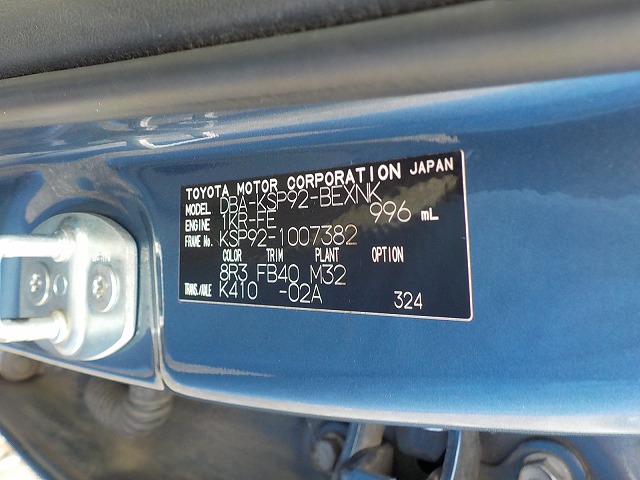 TOYOTA MOTOR CORPORATION JAPAN
MODEL DBA-KSP92-BEXNK
ENGINE 1KR-FE 996 mL
FRAME No. KSP92-1007382
COLOR TRIM PLANT OPTION
8R3 FB40 M32
TRANS./AXLE K410 -02A
324